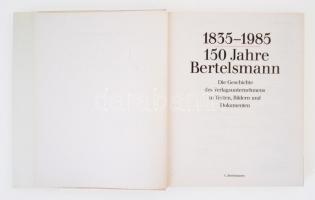 1835–1985
150 Jahre
Bertelsmann
Die Geschichte
des Verlagsunternehmens
in Texten, Bildern und
Dokumenten
C. Bertelsmann